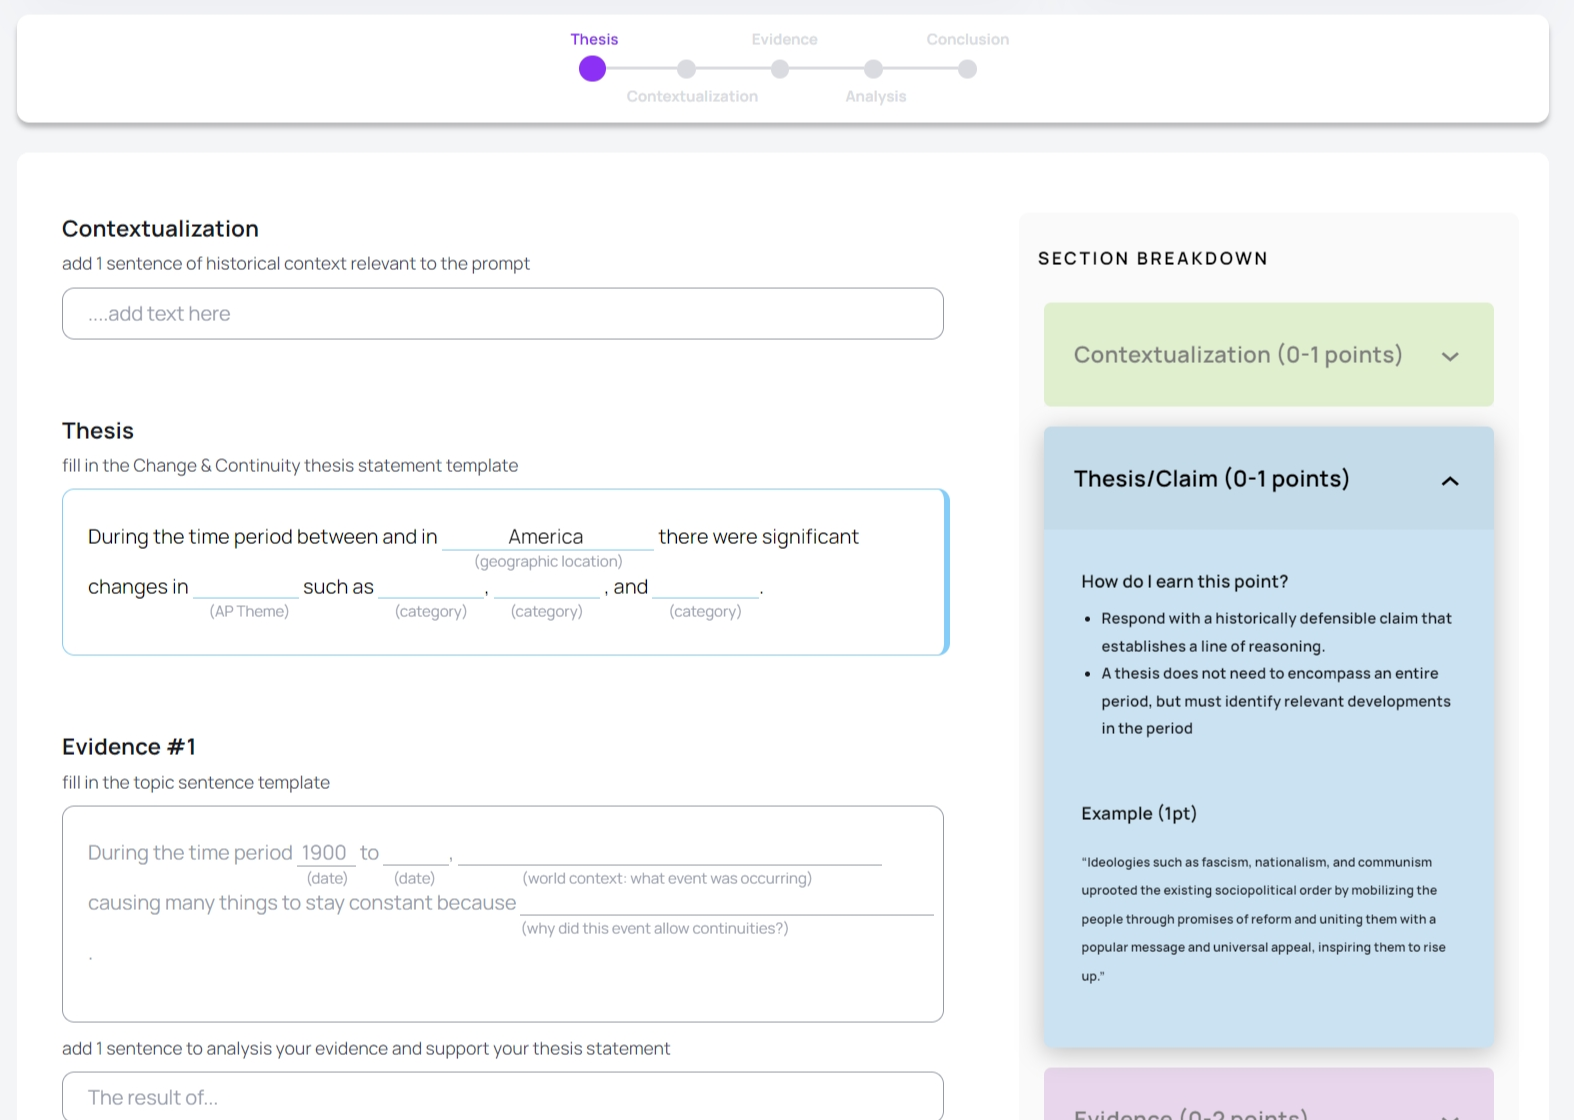 Thesis
Evidence
Conclusion
Contextualization
Analysis
Contextualization
add 1 sentence of historical context relevant to the prompt
....add text here
Thesis
fill in the Change & Continuity thesis statement template
During the time period between and in America there were significant
(geographic location)
changes in such as , , and .
(AP Theme) (category) (category) (category)
Evidence #1
fill in the topic sentence template
During the time period 1900 to ,
(date) (date) (world context: what event was occurring)
causing many things to stay constant because
(why did this event allow continuities?)
.
add 1 sentence to analysis your evidence and support your thesis statement
The result of...
SECTION BREAKDOWN
Contextualization (0-1 points)
Thesis/Claim (0-1 points)
How do I earn this point?
• Respond with a historically defensible claim that
establishes a line of reasoning.
• A thesis does not need to encompass an entire
period, but must identify relevant developments
in the period
Example (1pt)
“Ideologies such as fascism, nationalism, and communism
uprooted the existing sociopolitical order by mobilizing the
people through promises of reform and uniting them with a
popular message and universal appeal, inspiring them to rise
up.”
Evidence (0-2 points)